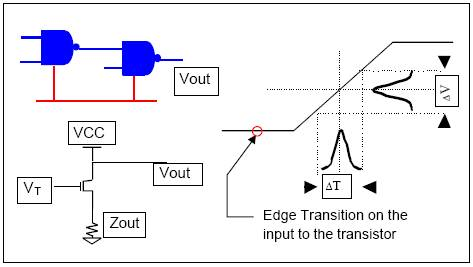 Vout
VCC
Vout
VT
Zout
ΔV
ΔT
Edge Transition on the
input to the transistor